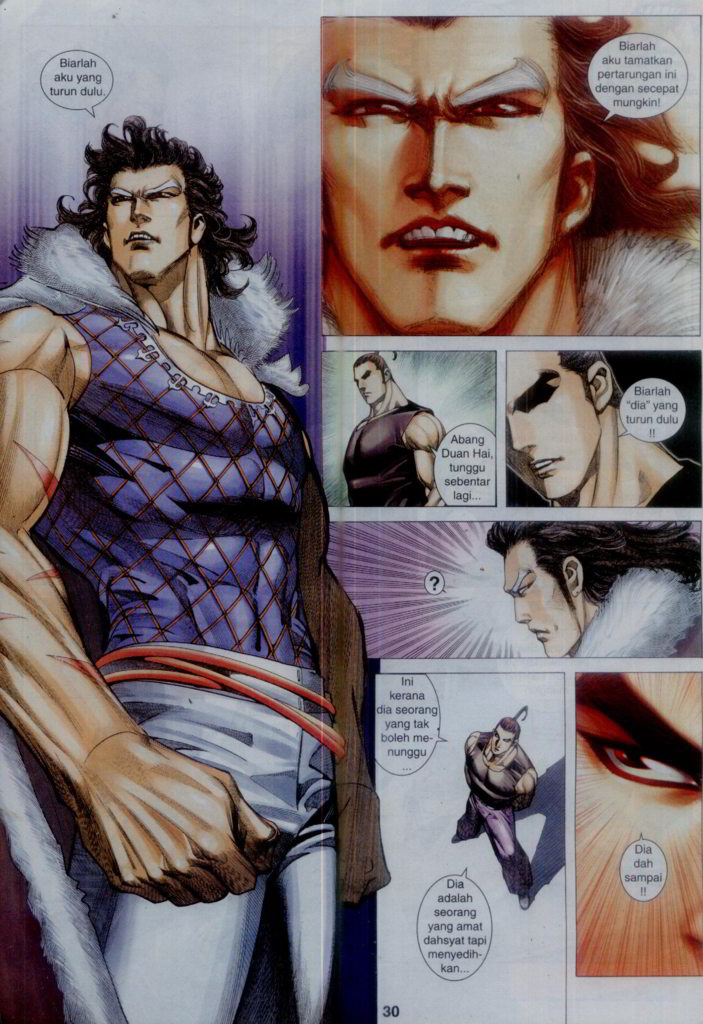 Biarlah
aku yang
turun dulu.
Biarlah
aku tamatkan
pertarungan ini
dengan secepat
mungkin!
Abang
Duan Hai,
tunggu
sebentar
lagi...
Biarlah
“dia” yang
turun dulu
!!
?
Ini
kerana
dia seorang
yang tak
boleh me-
nunggu
...
Dia
adalah
seorang
yang amat
dahsyat tapi
menyedih-
kan...
Dia
dah
sampai
!!
30